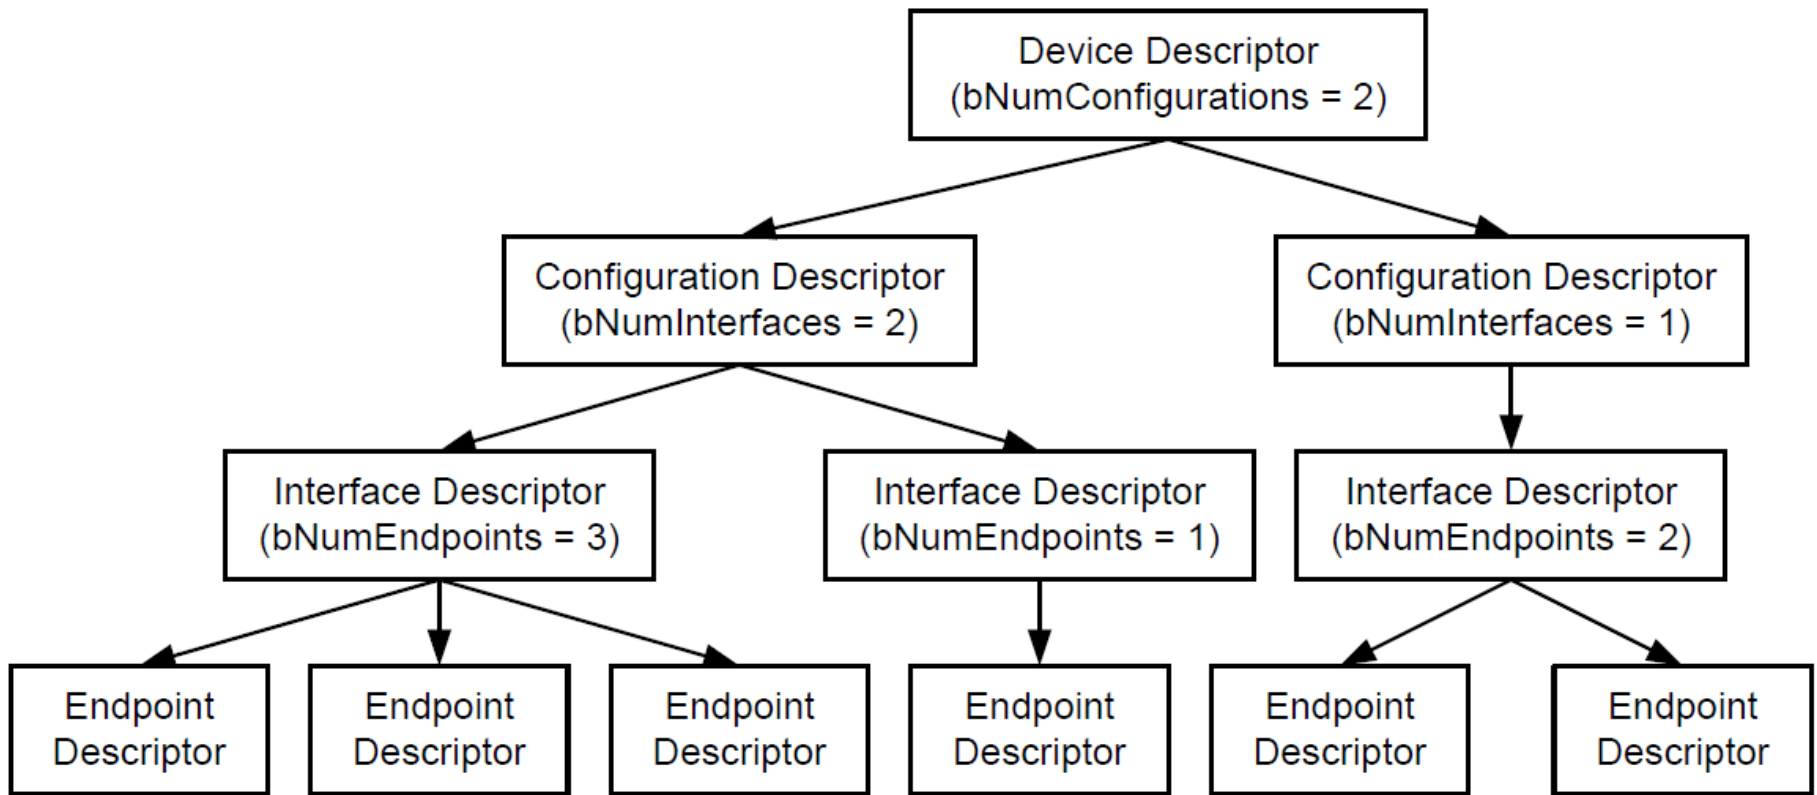 Device Descriptor
(bNumConfigurations = 2)
Configuration Descriptor
(bNumInterfaces = 2)
Configuration Descriptor
(bNumInterfaces = 1)
Interface Descriptor
(bNumEndpoints = 3)
Interface Descriptor
(bNumEndpoints = 1)
Interface Descriptor
(bNumEndpoints = 2)
Endpoint
Descriptor
Endpoint
Descriptor
Endpoint
Descriptor
Endpoint
Descriptor
Endpoint
Descriptor
Endpoint
Descriptor